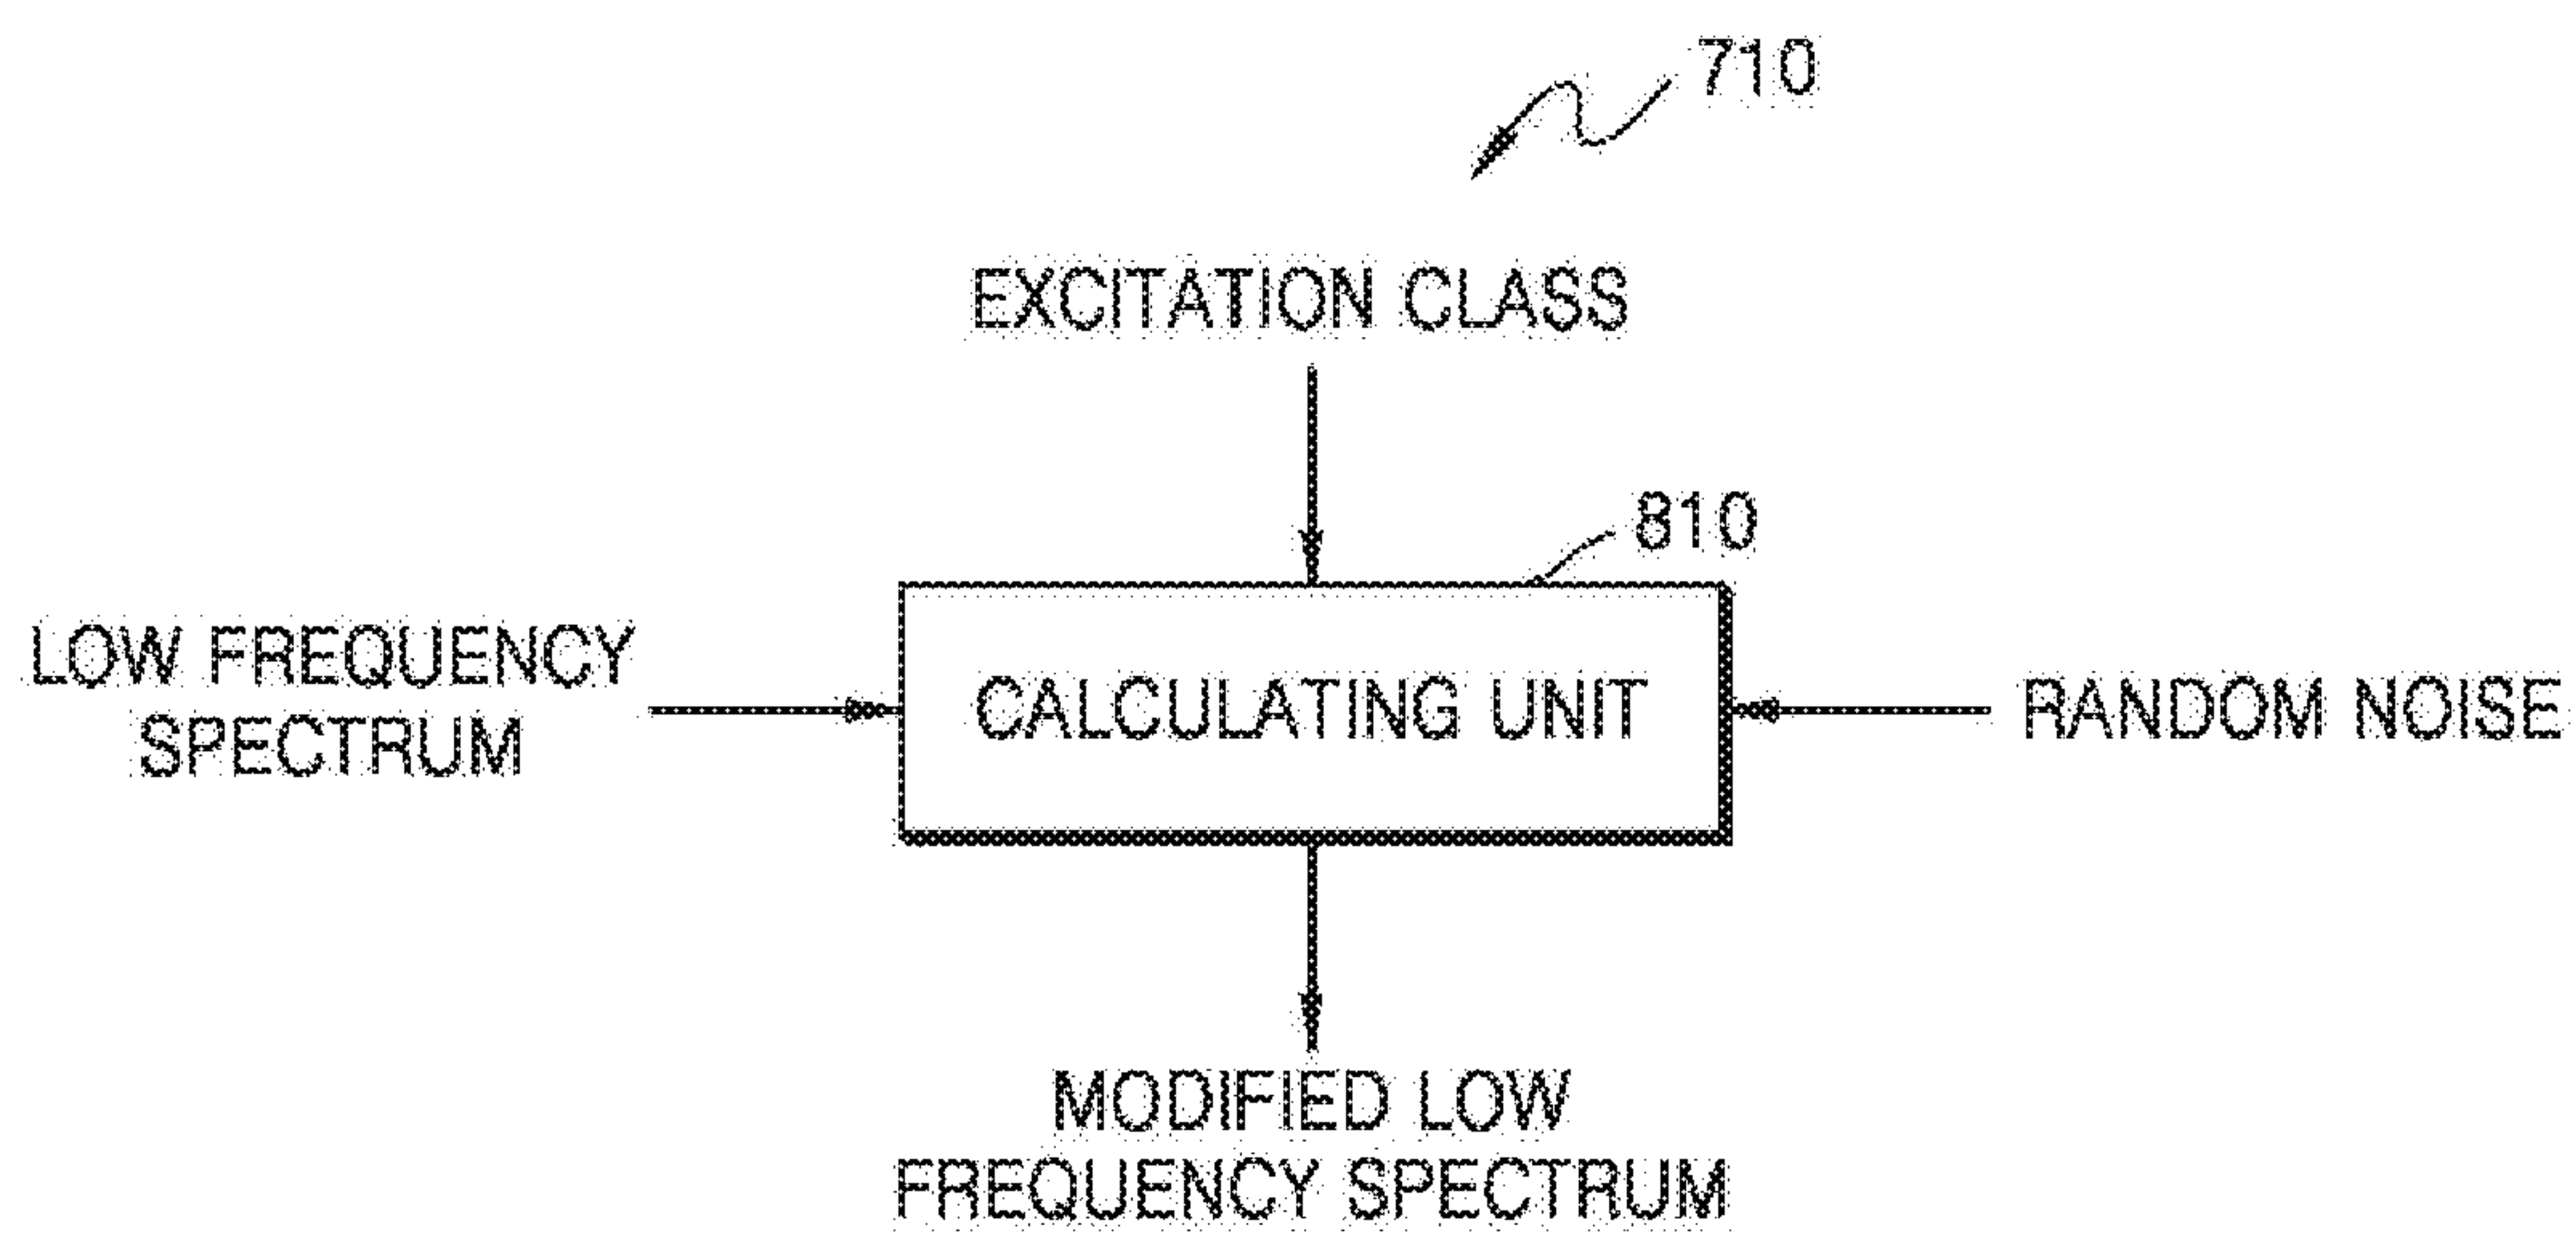 710
EXCITATION CLASS
810
LOW FREQUENCY
SPECTRUM
CALCULATING UNIT
RANDOM NOISE
MODIFIED LOW
FREQUENCY SPECTRUM